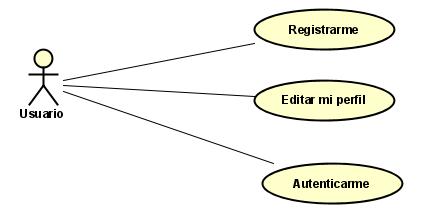 Registrarme
Editar mi perfil
Usuario
Autenticarme